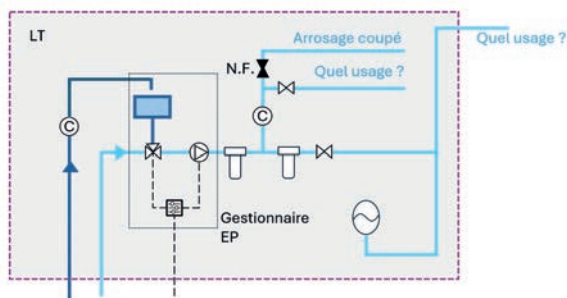 LT
Arrosage coupé
Quel usage ?
N.F.
Quel usage ?
C
C
Gestionnaire
EP